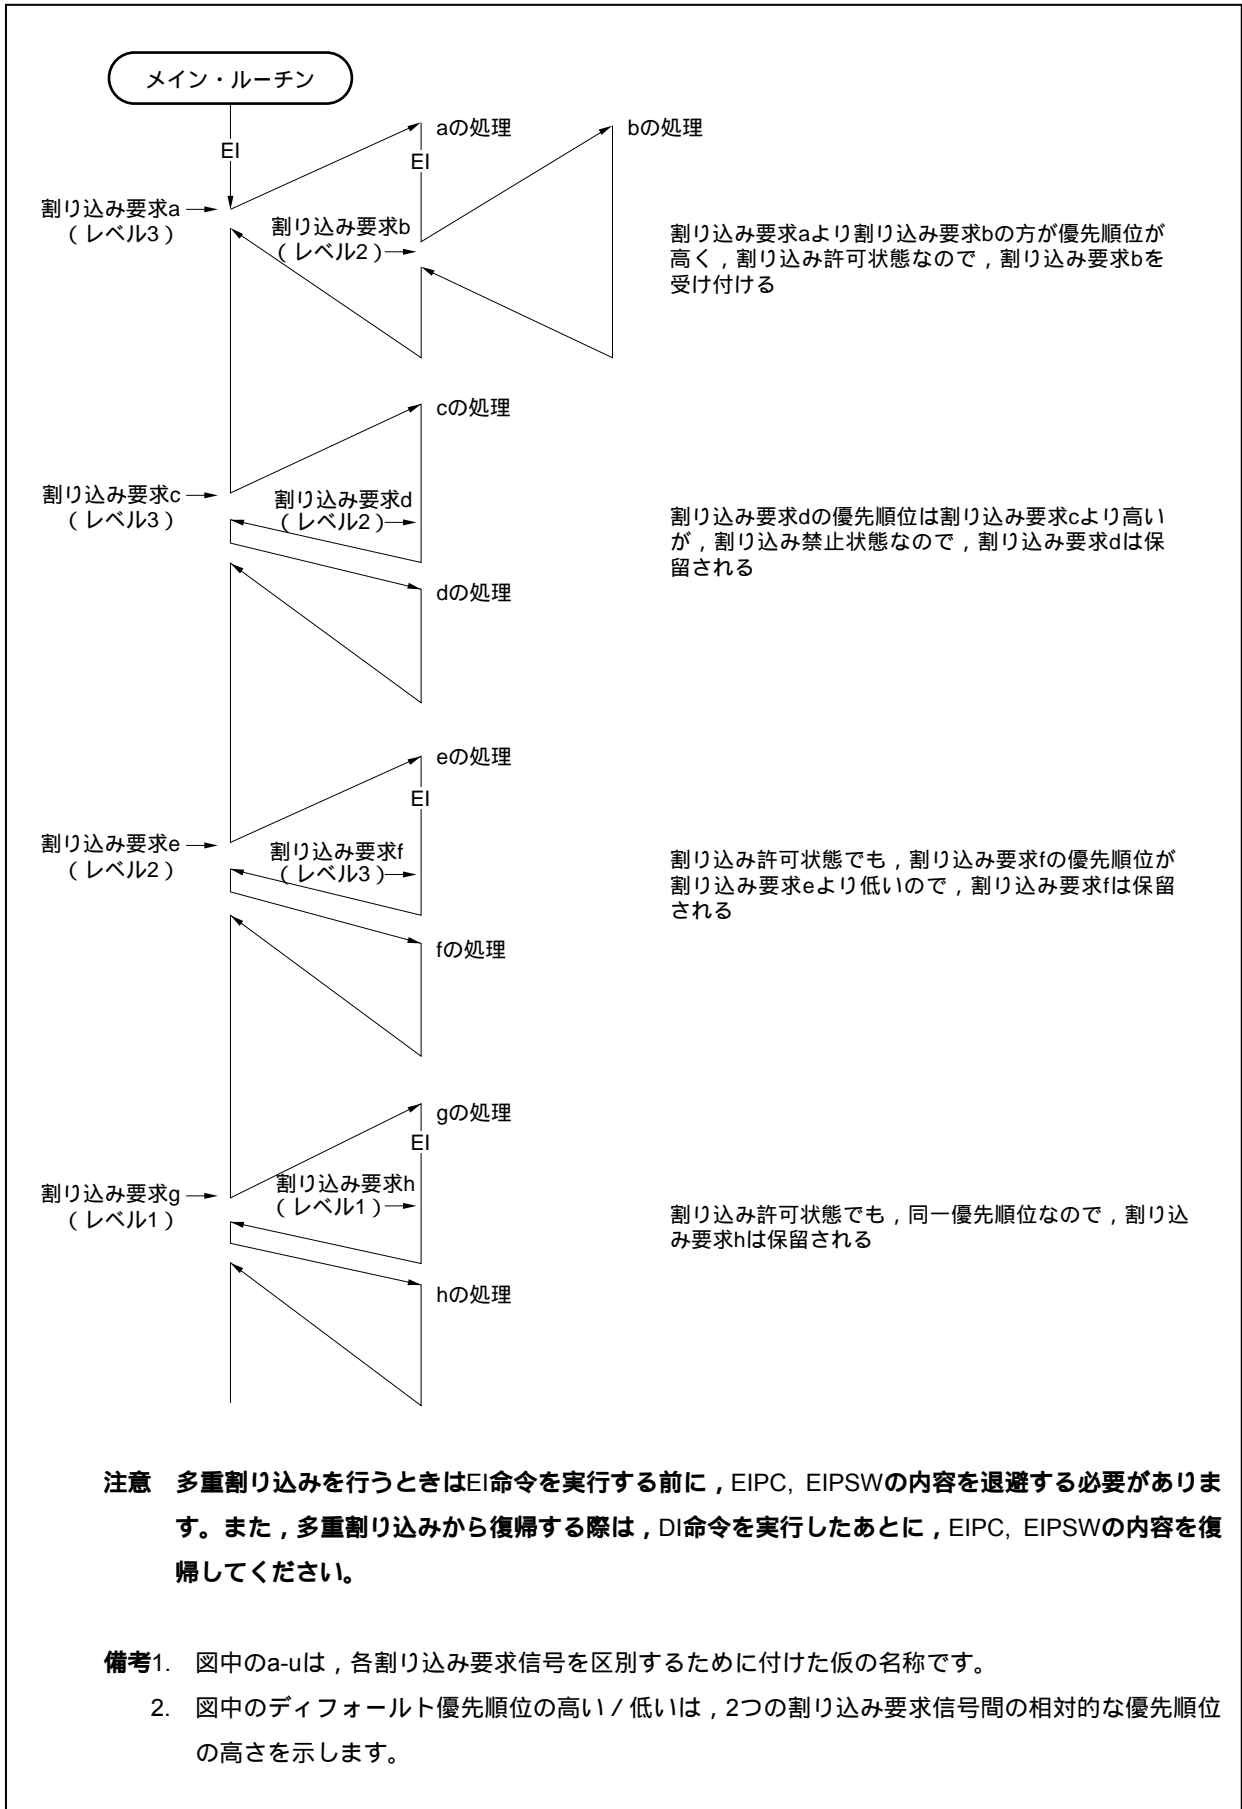 メイン・ルーチン
EI
aの処理
EI
bの処理
割り込み要求a
（レベル3）
割り込み要求b
（レベル2）
割り込み要求aより割り込み要求bの方が優先順位が
高く，割り込み許可状態なので，割り込み要求bを
受け付ける
cの処理
割り込み要求c
（レベル3）
割り込み要求d
（レベル2）
割り込み要求dの優先順位は割り込み要求cより高い
が，割り込み禁止状態なので，割り込み要求dは保
留される
dの処理
eの処理
EI
割り込み要求e
（レベル2）
割り込み要求f
（レベル3）
割り込み許可状態でも，割り込み要求fの優先順位が
割り込み要求eより低いので，割り込み要求fは保留
される
fの処理
gの処理
EI
割り込み要求g
（レベル1）
割り込み要求h
（レベル1）
割り込み許可状態でも，同一優先順位なので，割り込
み要求hは保留される
hの処理
注意 多重割り込みを行うときはEI命令を実行する前に，EIPC, EIPSWの内容を退避する必要がありま
す。また，多重割り込みから復帰する際は，DI命令を実行したあとに，EIPC, EIPSWの内容を復
帰してください。
備考1. 図中のa-uは，各割り込み要求信号を区別するために付けた仮の名称です。
2. 図中のディフォールト優先順位の高い／低いは，2つの割り込み要求信号間の相対的な優先順位
の高さを示します。